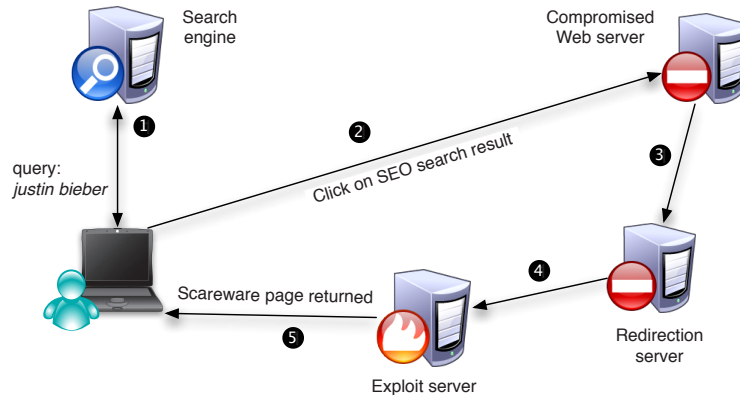 Search
engine
Compromised
Web server
1
2
query:
justin bieber
Click on SEO search result
3
4
Scareware page returned
5
Redirection
server
Exploit server